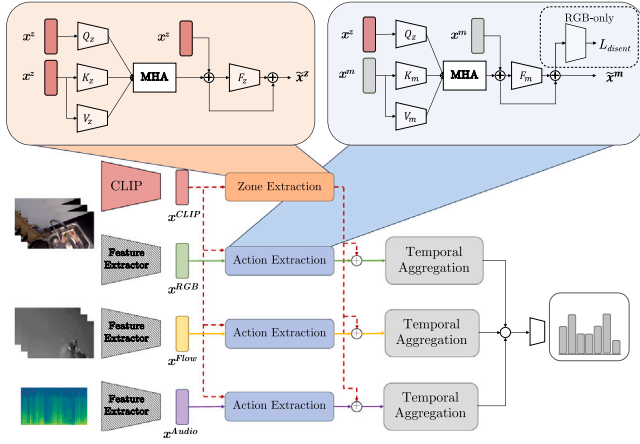 RGB-only
x^z Q_z x^z
x^z K_z MHA F_z x̃^z
V_z
x^z Q_z x^m
x^m K_m MHA F_m x̃^m
V_m
L_disent
CLIP
x^CLIP
Zone Extraction
Feature
Extractor
x^RGB
Action Extraction
Temporal
Aggregation
Feature
Extractor
x^Flow
Action Extraction
Temporal
Aggregation
Feature
Extractor
x^Audio
Action Extraction
Temporal
Aggregation